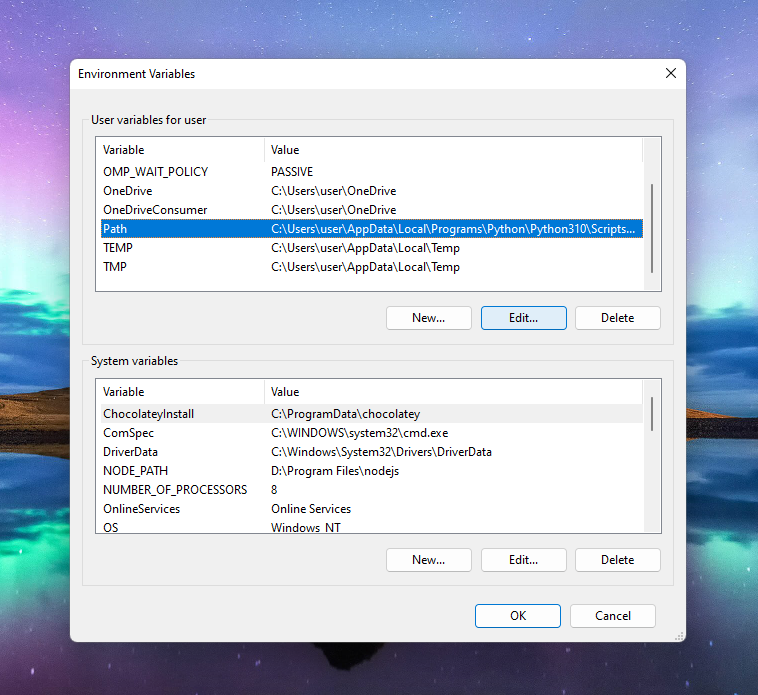 Environment Variables
User variables for user
Variable Value
OMP_WAIT_POLICY PASSIVE
OneDrive C:\Users\user\OneDrive
OneDriveConsumer C:\Users\user\OneDrive
Path C:\Users\user\AppData\Local\Programs\Python\Python310\Scripts...
TEMP C:\Users\user\AppData\Local\Temp
TMP C:\Users\user\AppData\Local\Temp
New... Edit... Delete
System variables
Variable Value
ChocolateyInstall C:\ProgramData\chocolatey
ComSpec C:\WINDOWS\system32\cmd.exe
DriverData C:\Windows\System32\Drivers\DriverData
NODE_PATH D:\Program Files\nodejs
NUMBER_OF_PROCESSORS 8
OnlineServices Online Services
OS Windows_NT
New... Edit... Delete
OK Cancel